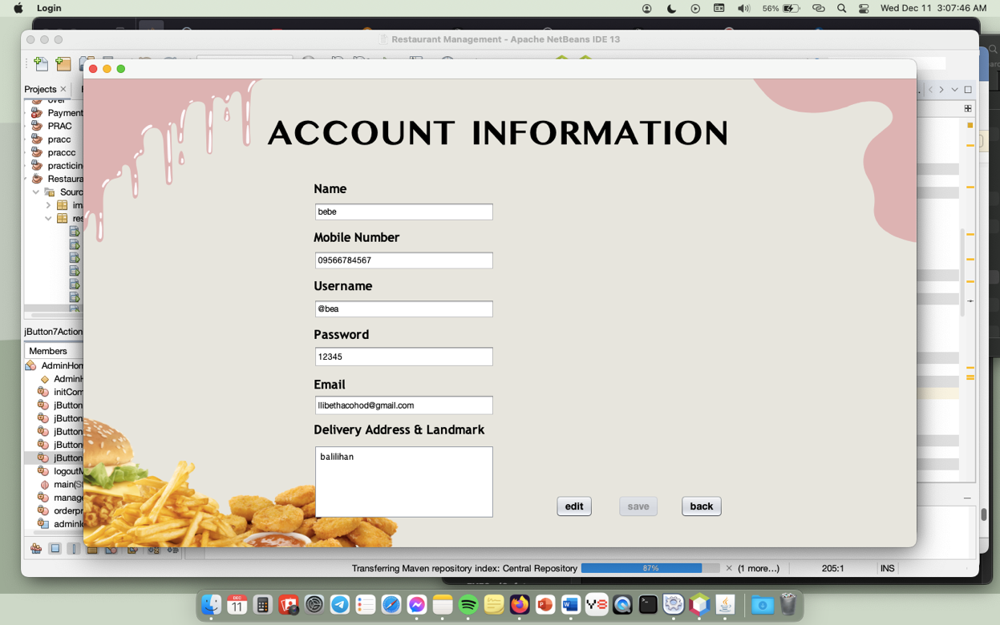 Login
56%
Wed Dec 11 3:07:46 AM
Restaurant Management - Apache NetBeans IDE 13
Projects
over
Payment
PRAC
pracc
praccc
practicin
Restaura
Sourc
im
res
jButton7Action
Members
AdminHom
AdminH
initCom
jButton
jButton
jButton
jButton
jButton
logoutM
main(St
manage
orderpr
adminId
ACCOUNT INFORMATION
Name
bebe
Mobile Number
09566784567
Username
@bea
Password
12345
Email
llibethacohod@gmail.com
Delivery Address & Landmark
balilihan
edit
save
back
Transferring Maven repository index: Central Repository
87%
(1 more...)
205:1
INS
DEC
11